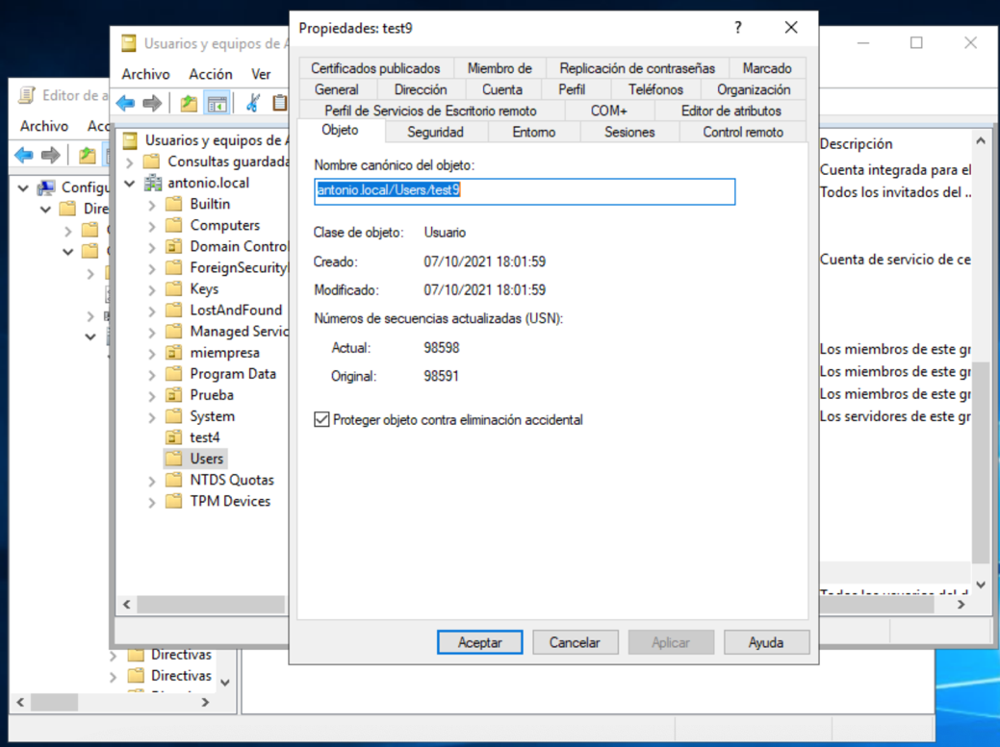 Propiedades: test9
?
Usuarios y equipos de A
Archivo Acción Ver
Editor de a
Archivo Acc
Certificados publicados Miembro de Replicación de contraseñas Marcado
General Dirección Cuenta Perfil Teléfonos Organización
Perfil de Servicios de Escritorio remoto COM+ Editor de atributos
Objeto Seguridad Entorno Sesiones Control remoto
Nombre canónico del objeto:
antonio.local/Users/test9
Clase de objeto: Usuario
Creado: 07/10/2021 18:01:59
Modificado: 07/10/2021 18:01:59
Números de secuencias actualizadas (USN):
Actual: 98598
Original: 98591
Proteger objeto contra eliminación accidental
Aceptar Cancelar Aplicar Ayuda
Usuarios y equipos de A
Consultas guardada
antonio.local
Builtin
Computers
Domain Control
ForeignSecurityl
Keys
LostAndFound
Managed Servic
miempresa
Program Data
Prueba
System
test4
Users
NTDS Quotas
TPM Devices
Configu
Dire
Directivas
Directivas
Descripción
Cuenta integrada para el
Todos los invitados del ...
Cuenta de servicio de ce
Los miembros de este gr
Los miembros de este gr
Los miembros de este gr
Los servidores de este gr